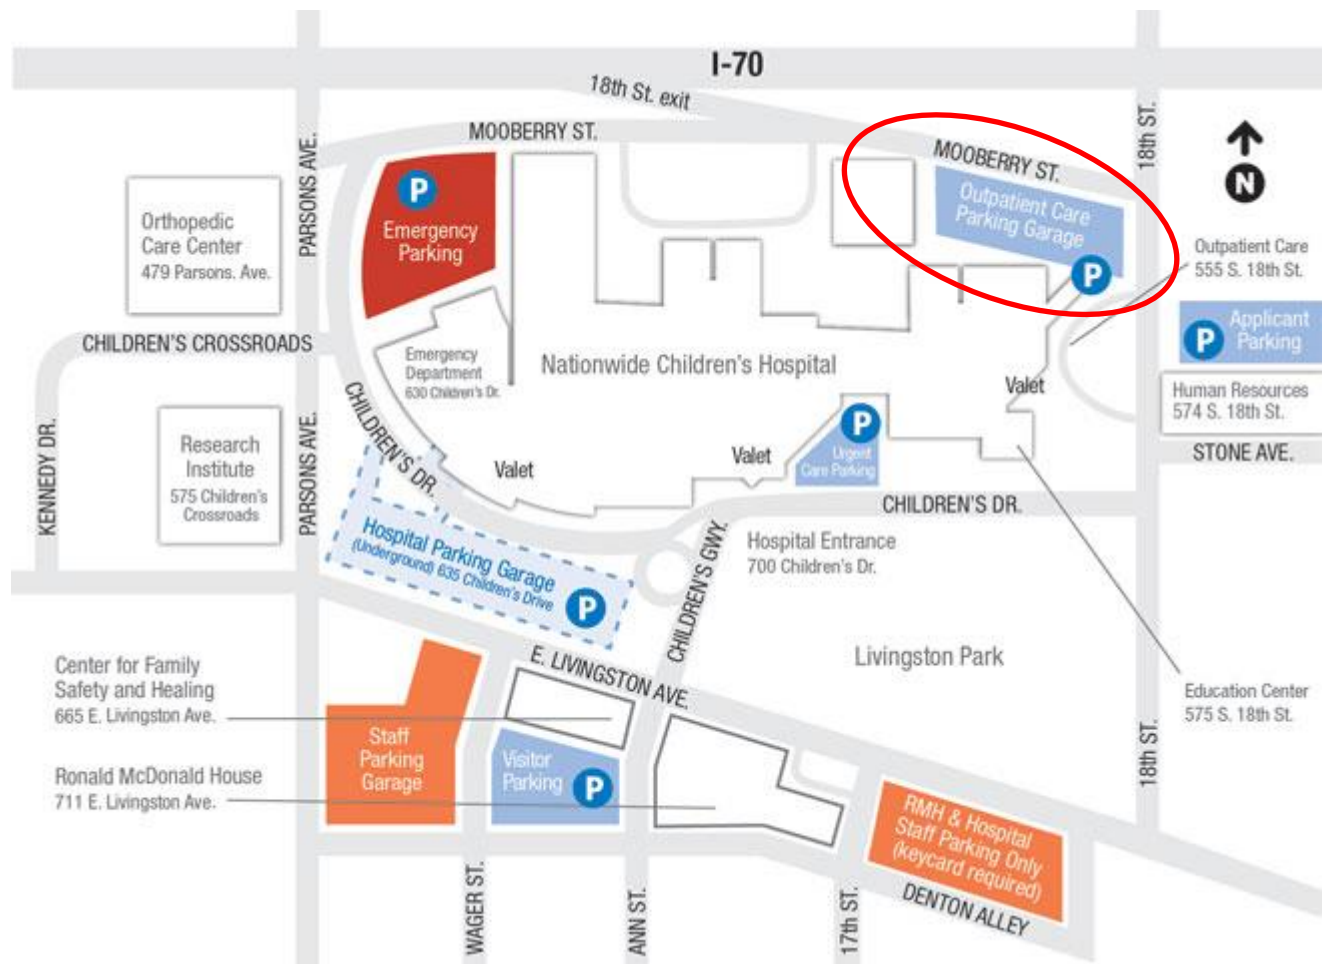 I-70
18th St. exit
MOOBERRY ST.
MOOBERRY ST.
18th ST.
PARSONS AVE.
N
P
Emergency
Parking
Outpatient Care
Parking Garage
P
Orthopedic
Care Center
479 Parsons. Ave.
Outpatient Care
555 S. 18th St.
P
Applicant
Parking
CHILDREN'S CROSSROADS
Emergency
Department
630 Children's Dr.
Nationwide Children's Hospital
Valet
Human Resources
574 S. 18th St.
STONE AVE.
KENNEDY DR.
PARSONS AVE.
CHILDREN'S DR.
Research
Institute
575 Children's
Crossroads
Valet
Valet
P
Urgent
Care Parking
CHILDREN'S DR.
Hospital Parking Garage
(Underground) 635 Children's Drive
P
CHILDREN'S GWY.
Hospital Entrance
700 Children's Dr.
Livingston Park
E. LIVINGSTON AVE.
Center for Family
Safety and Healing
665 E. Livingston Ave.
Education Center
575 S. 18th St.
18th ST.
Staff
Parking
Garage
Visitor
Parking
P
Ronald McDonald House
711 E. Livingston Ave.
RMH & Hospital
Staff Parking Only
(keycard required)
WAGER ST.
ANN ST.
17th ST.
DENTON ALLEY